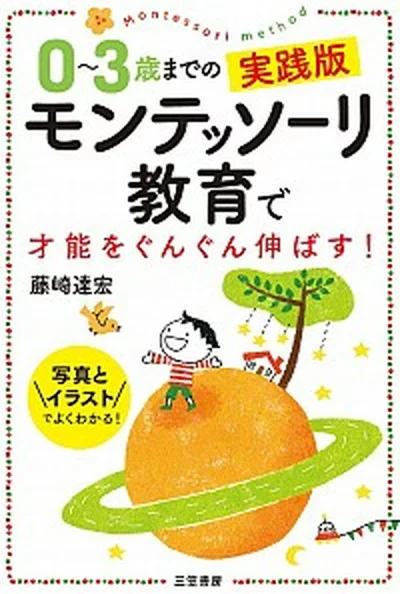 Montessori method
0~3歳までの 実践版
モンテッソーリ
教育で
才能をぐんぐん伸ばす!
藤崎達宏
写真と
イラスト
でよくわかる!
三笠書房